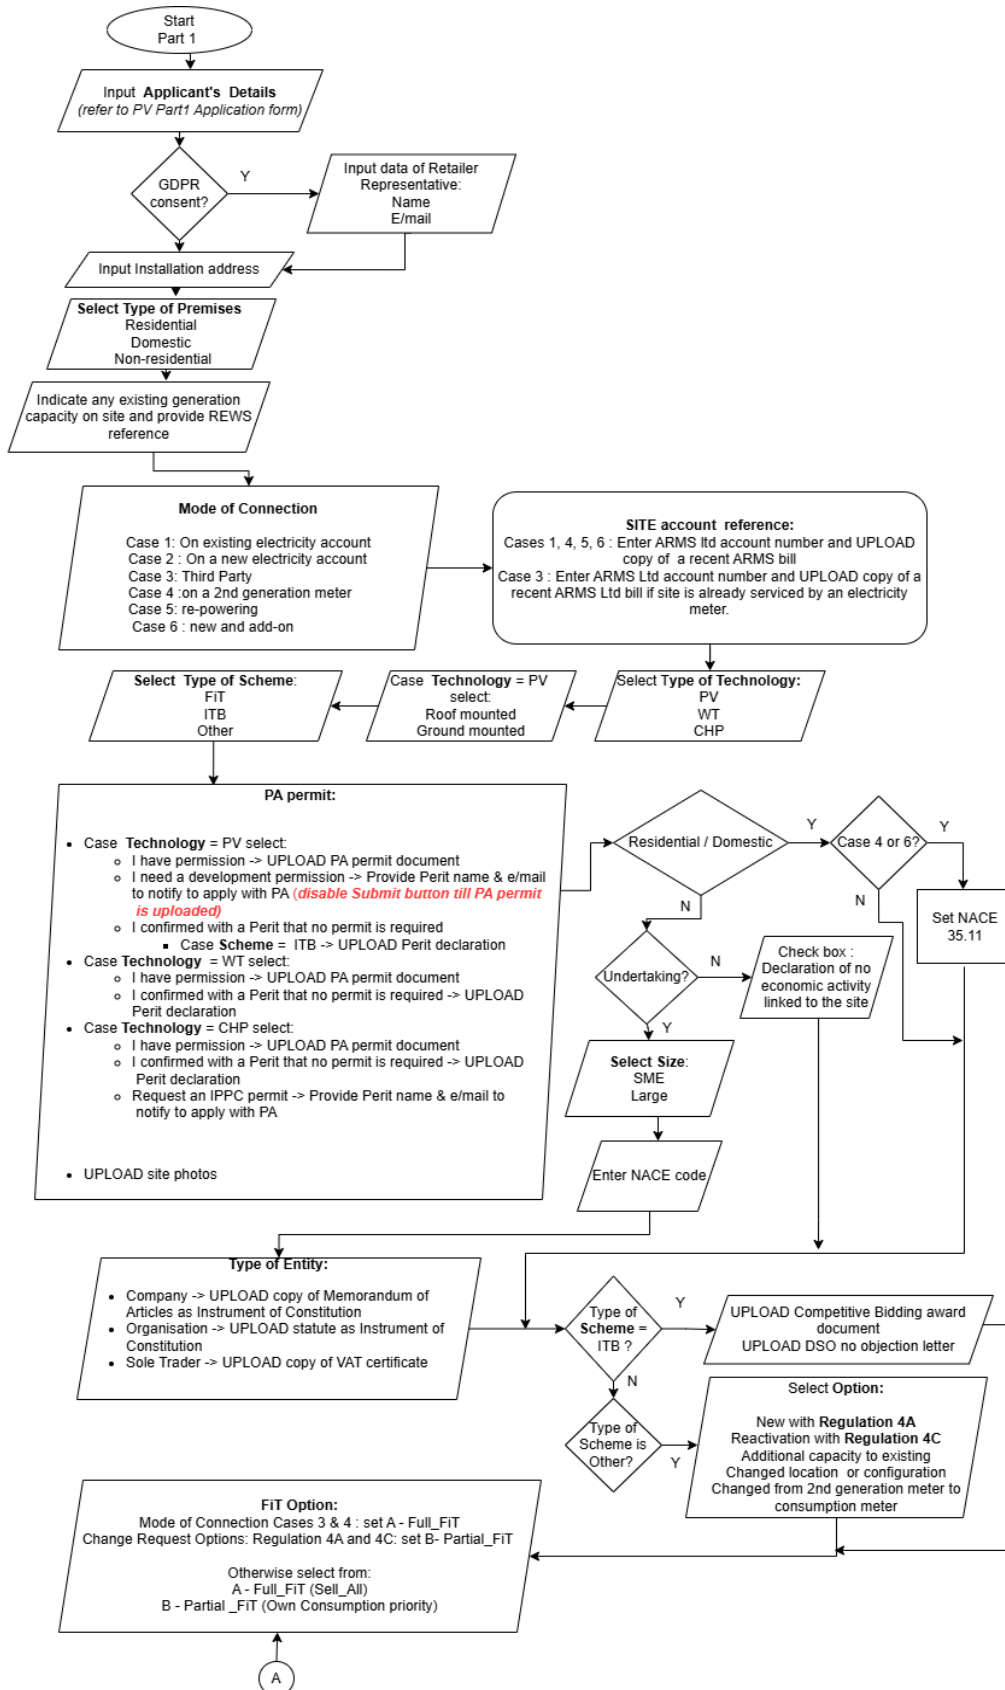 Start
Part 1
Input Applicant's Details
(refer to PV Part1 Application form)
GDPR
consent?
Y
Input data of Retailer
Representative:
Name
E/mail
Input Installation address
Select Type of Premises
Residential
Domestic
Non-residential
Indicate any existing generation
capacity on site and provide REWS
reference
Mode of Connection
Case 1: On existing electricity account
Case 2 : On a new electricity account
Case 3: Third Party
Case 4 :on a 2nd generation meter
Case 5: re-powering
Case 6 : new and add-on
SITE account reference:
Cases 1, 4, 5, 6 : Enter ARMS ltd account number and UPLOAD
copy of a recent ARMS bill
Case 3 : Enter ARMS Ltd account number and UPLOAD copy of a
recent ARMS Ltd bill if site is already serviced by an electricity
meter.
Select Type of Technology:
PV
WT
CHP
Case Technology = PV
select:
Roof mounted
Ground mounted
Select Type of Scheme:
FiT
ITB
Other
PA permit:
• Case Technology = PV select:
○ I have permission -> UPLOAD PA permit document
○ I need a development permission -> Provide Perit name & e/mail
to notify to apply with PA (disable Submit button till PA permit
is uploaded)
○ I confirmed with a Perit that no permit is required
▪ Case Scheme = ITB -> UPLOAD Perit declaration
• Case Technology = WT select:
○ I have permission -> UPLOAD PA permit document
○ I confirmed with a Perit that no permit is required -> UPLOAD
Perit declaration
• Case Technology = CHP select:
○ I have permission -> UPLOAD PA permit document
○ I confirmed with a Perit that no permit is required -> UPLOAD
Perit declaration
○ Request an IPPC permit -> Provide Perit name & e/mail to
notify to apply with PA
• UPLOAD site photos
Residential / Domestic
Y
Case 4 or 6?
Y
N
N
Set NACE
35.11
Undertaking?
N
Check box :
Declaration of no
economic activity
linked to the site
Y
Select Size:
SME
Large
Enter NACE code
Type of Entity:
• Company -> UPLOAD copy of Memorandum of
Articles as Instrument of Constitution
• Organisation -> UPLOAD statute as Instrument of
Constitution
• Sole Trader -> UPLOAD copy of VAT certificate
Type of
Scheme =
ITB ?
Y
UPLOAD Competitive Bidding award
document
UPLOAD DSO no objection letter
N
Type of
Scheme is
Other?
Y
Select Option:
New with Regulation 4A
Reactivation with Regulation 4C
Additional capacity to existing
Changed location or configuration
Changed from 2nd generation meter to
consumption meter
FiT Option:
Mode of Connection Cases 3 & 4 : set A - Full_FiT
Change Request Options: Regulation 4A and 4C: set B- Partial_FiT
Otherwise select from:
A - Full_FiT (Sell_All)
B - Partial _FiT (Own Consumption priority)
A